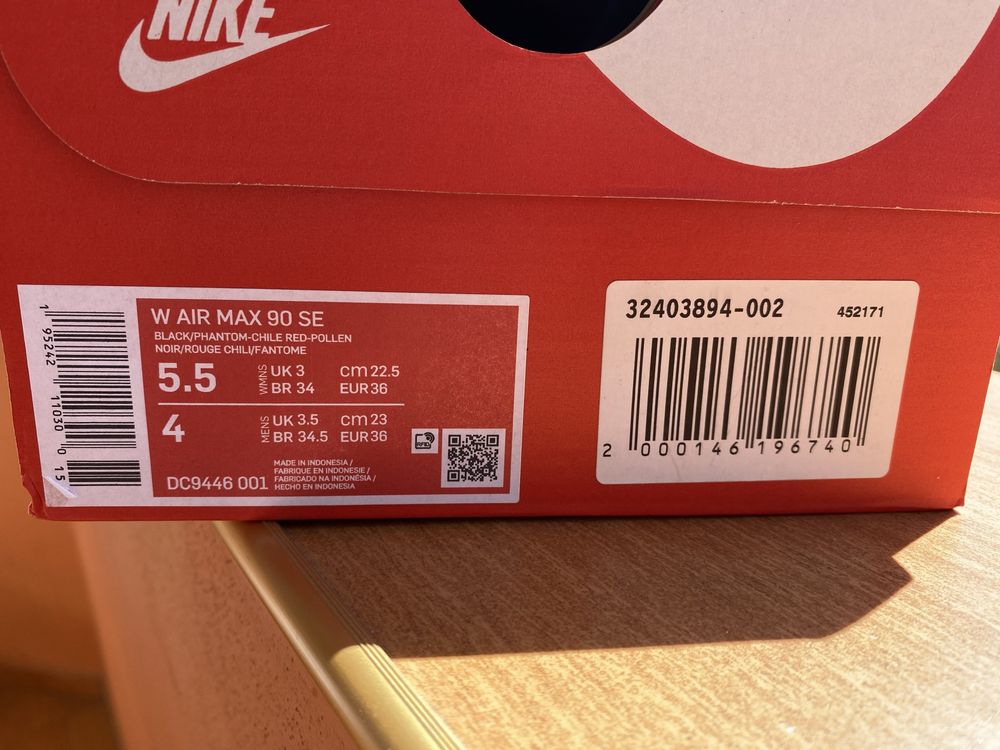 NIKE
1 95242 11030 0 15
W AIR MAX 90 SE
BLACK/PHANTOM-CHILE RED-POLLEN
NOIR/ROUGE CHILI/FANTOME
5.5 WMNS UK 3 cm 22.5
BR 34 EUR 36
4 MENS UK 3.5 cm 23
BR 34.5 EUR 36
RFID
MADE IN INDONESIA /
FABRIQUE EN INDONESIE /
FABRICADO NA INDONÉSIA /
DC9446 001 HECHO EN INDONESIA
32403894-002 452171
2 000146 196740